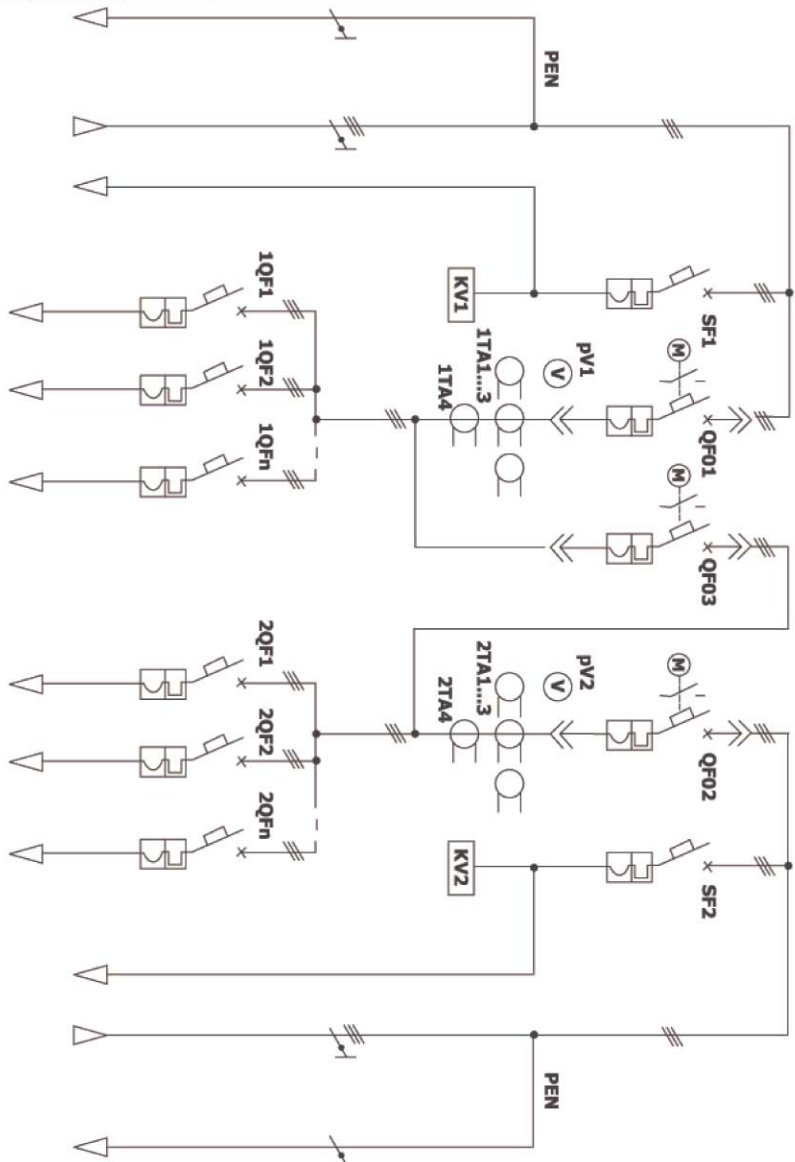 SF1 QF01 QF03 QF02 SF2
M M M
pV1 pV2
V V
PEN PEN
1TA1...3 2TA1...3
KV1 1TA4 2TA4 KV2
1QF1 1QF2 1QFn 2QF1 2QF2 2QFn